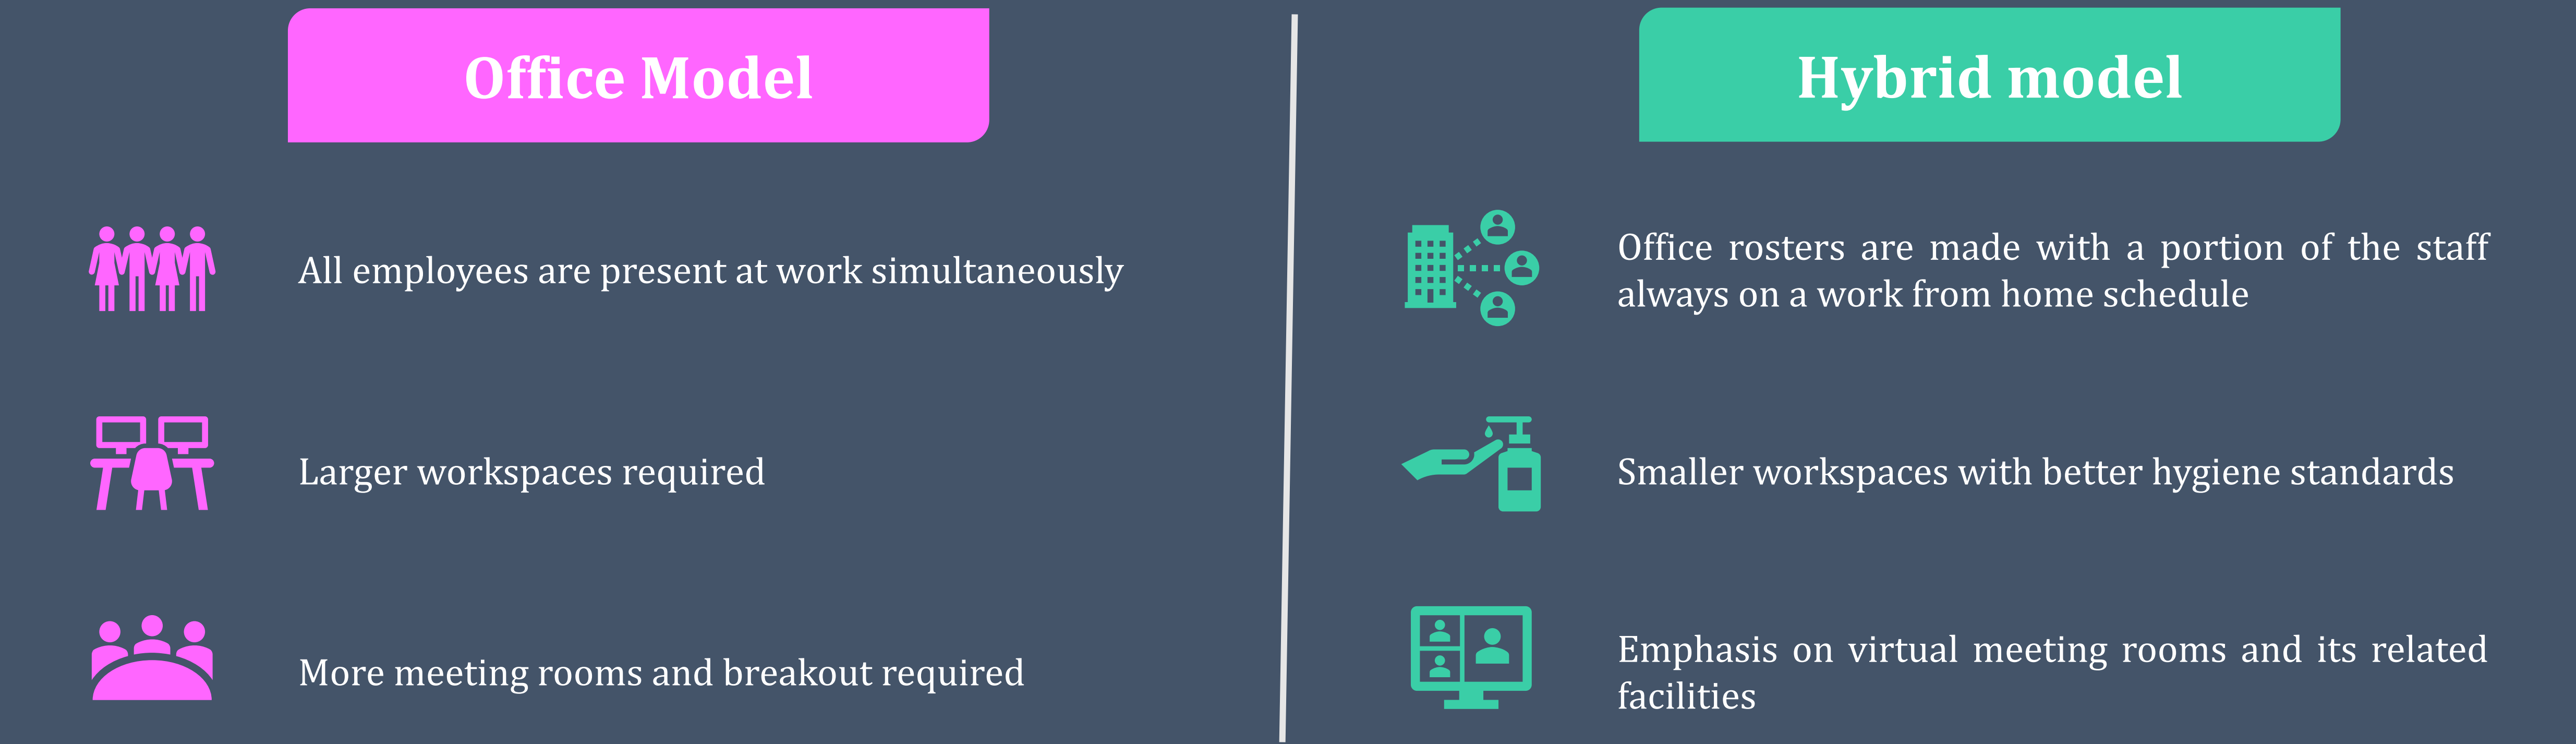 Office Model
All employees are present at work simultaneously
Larger workspaces required
More meeting rooms and breakout required
Hybrid model
Office rosters are made with a portion of the staff
always on a work from home schedule
Smaller workspaces with better hygiene standards
Emphasis on virtual meeting rooms and its related
facilities